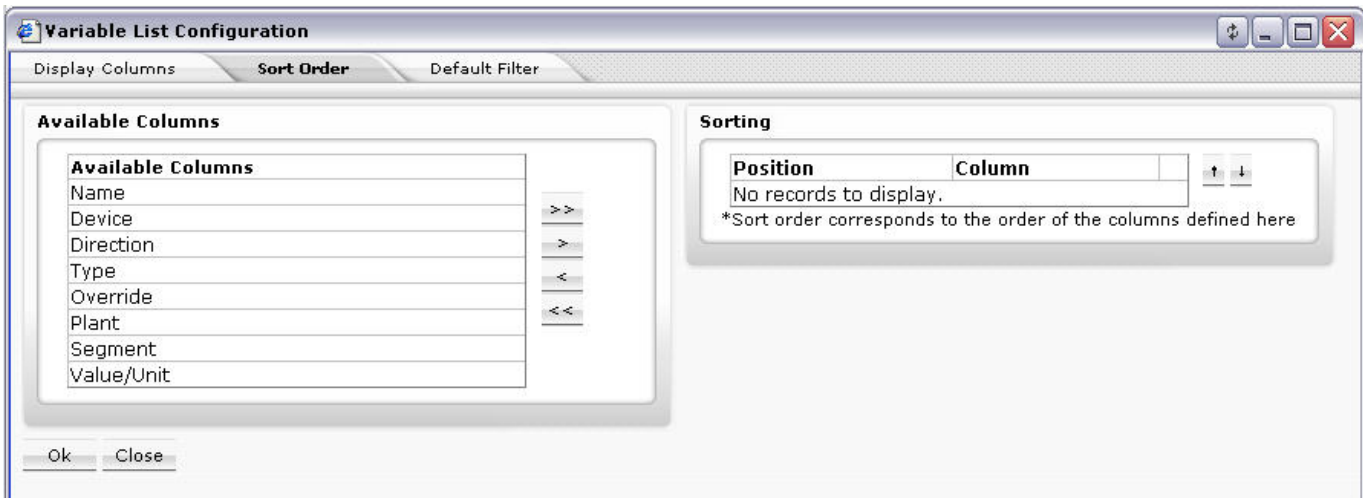 Variable List Configuration
Display Columns Sort Order Default Filter
Available Columns
Available Columns
Name
Device
Direction
Type
Override
Plant
Segment
Value/Unit
>>
>
<
<<
Sorting
Position Column
No records to display.
*Sort order corresponds to the order of the columns defined here
Ok Close